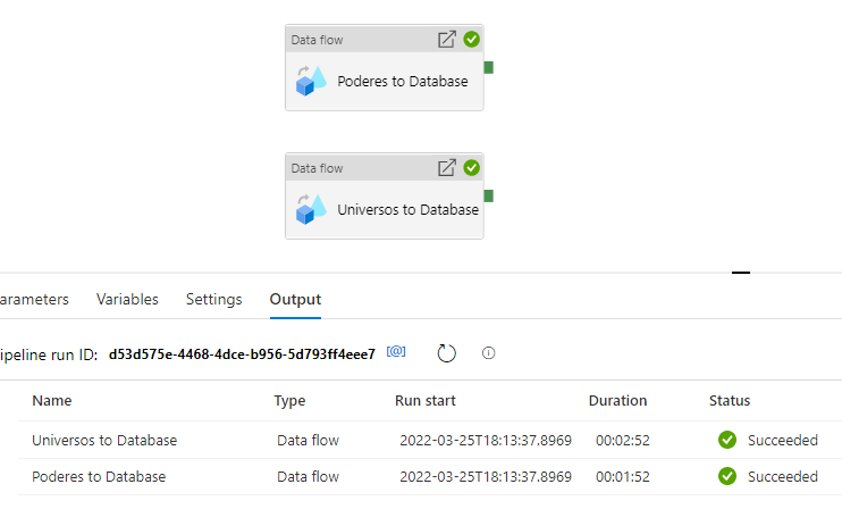 Data flow
Poderes to Database
Data flow
Universos to Database
arameters Variables Settings Output
ipeline run ID: d53d575e-4468-4dce-b956-5d793ff4eee7 [@]
Name Type Run start Duration Status
Universos to Database Data flow 2022-03-25T18:13:37.8969 00:02:52 Succeeded
Poderes to Database Data flow 2022-03-25T18:13:37.8969 00:01:52 Succeeded